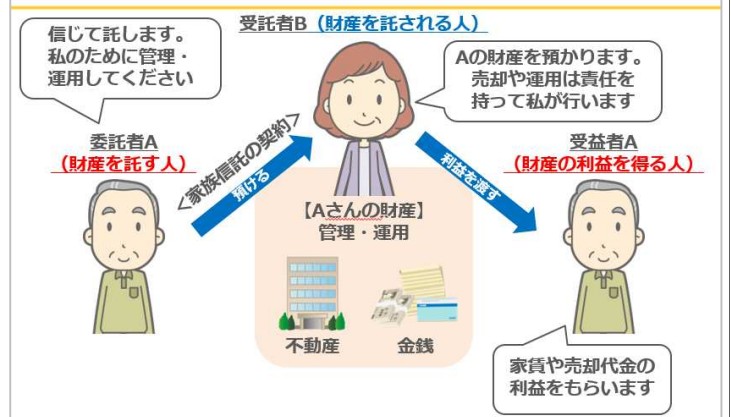 受託者B(財産を託される人)
信じて託します。
私のために管理・
運用してください
Aの財産を預かります。
売却や運用は責任を
持って私が行います
委託者A
(財産を託す人)
<家族信託の契約>
預ける
利益を渡す
受益者A
(財産の利益を得る人)
【Aさんの財産】
管理・運用
不動産
金銭
家賃や売却代金の
利益をもらいます